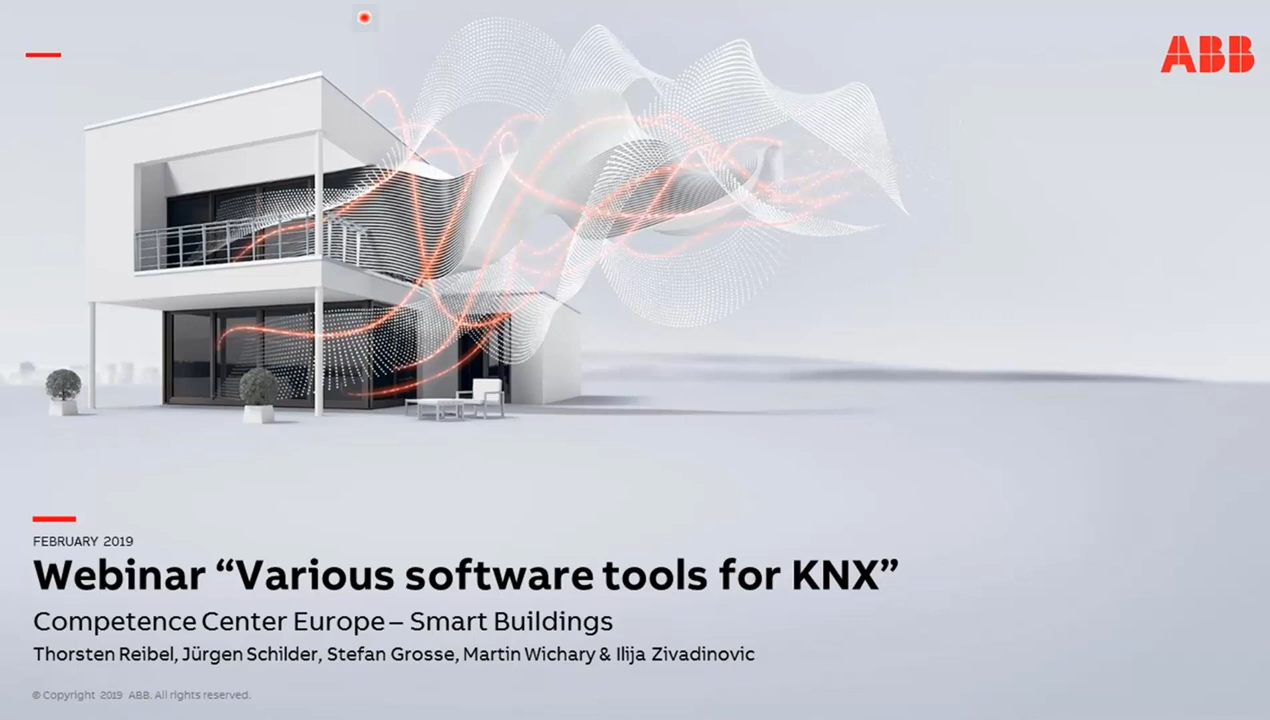 ABB
FEBRUARY 2019
Webinar “Various software tools for KNX”
Competence Center Europe – Smart Buildings
Thorsten Reibel, Jürgen Schilder, Stefan Grosse, Martin Wichary & Ilija Zivadinovic
© Copyright 2019 ABB. All rights reserved.